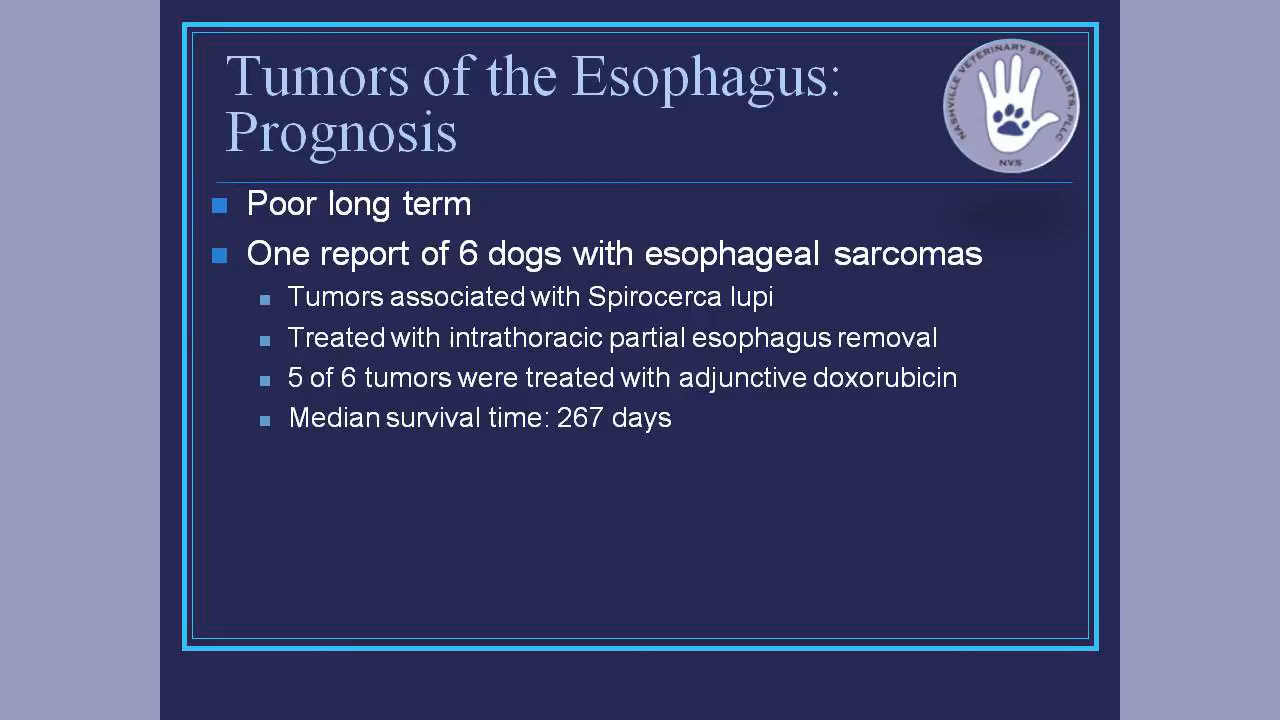 Tumors of the Esophagus:
Prognosis
NASHVILLE VETERINARY SPECIALISTS, PLLC
NVS
Poor long term
One report of 6 dogs with esophageal sarcomas
Tumors associated with Spirocerca lupi
Treated with intrathoracic partial esophagus removal
5 of 6 tumors were treated with adjunctive doxorubicin
Median survival time: 267 days